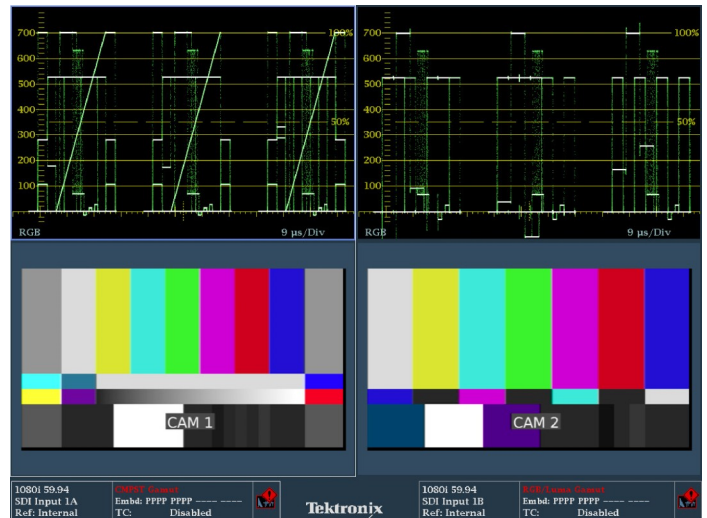 700
600
500
400
300
200
100
100%
50%
RGB
9 µs/Div
700
600
500
400
300
200
100
100%
50%
RGB
9 µs/Div
CAM 1
CAM 2
1080i 59.94
SDI Input 1A
Ref: Internal
CMPST Gamut
Embd: PPPP PPPP ---- ----
TC: Disabled
Tektronix
1080i 59.94
SDI Input 1B
Ref: Internal
RGB/Luma Gamut
Embd: PPPP PPPP ---- ----
TC: Disabled